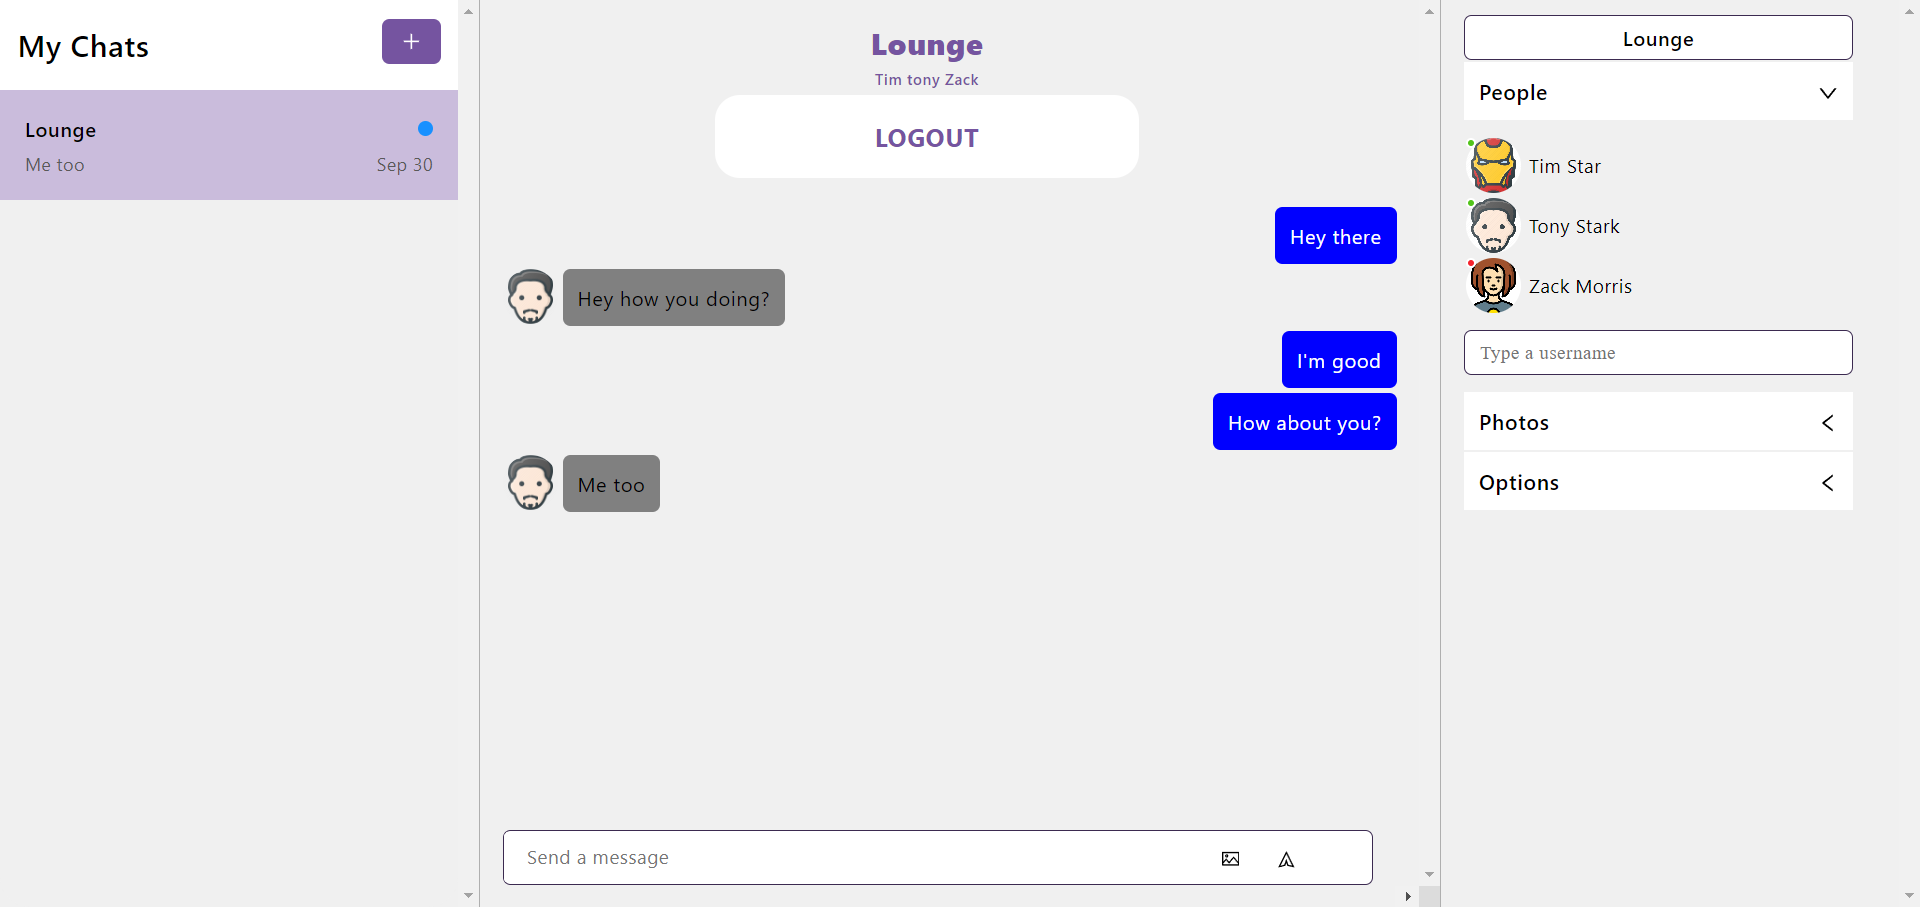 My Chats
+
Lounge
Me too
Sep 30
Lounge
Tim tony Zack
LOGOUT
Hey there
Hey how you doing?
I'm good
How about you?
Me too
Send a message
Lounge
People
Tim Star
Tony Stark
Zack Morris
Type a username
Photos
Options